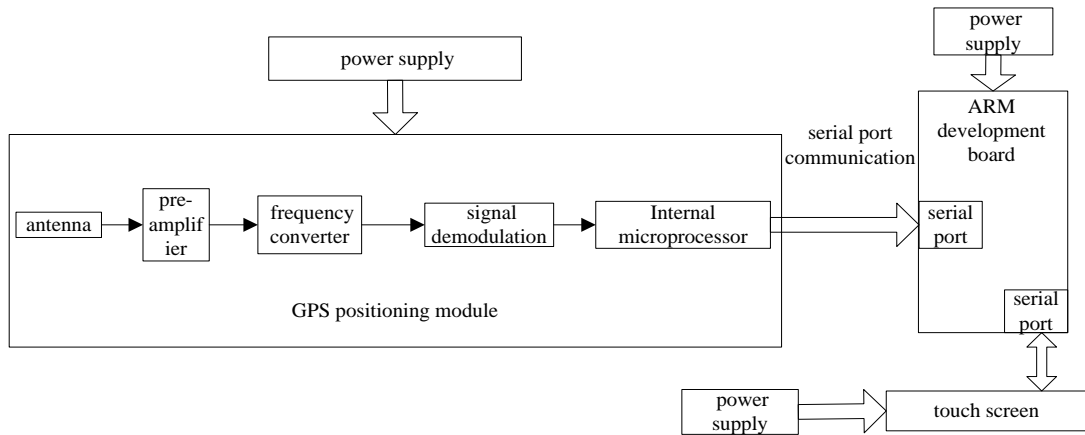 power supply
power
supply
ARM
development
board
serial port
communication
antenna
pre-
amplif
ier
frequency
converter
signal
demodulation
Internal
microprocessor
serial
port
GPS positioning module
serial
port
power
supply
touch screen